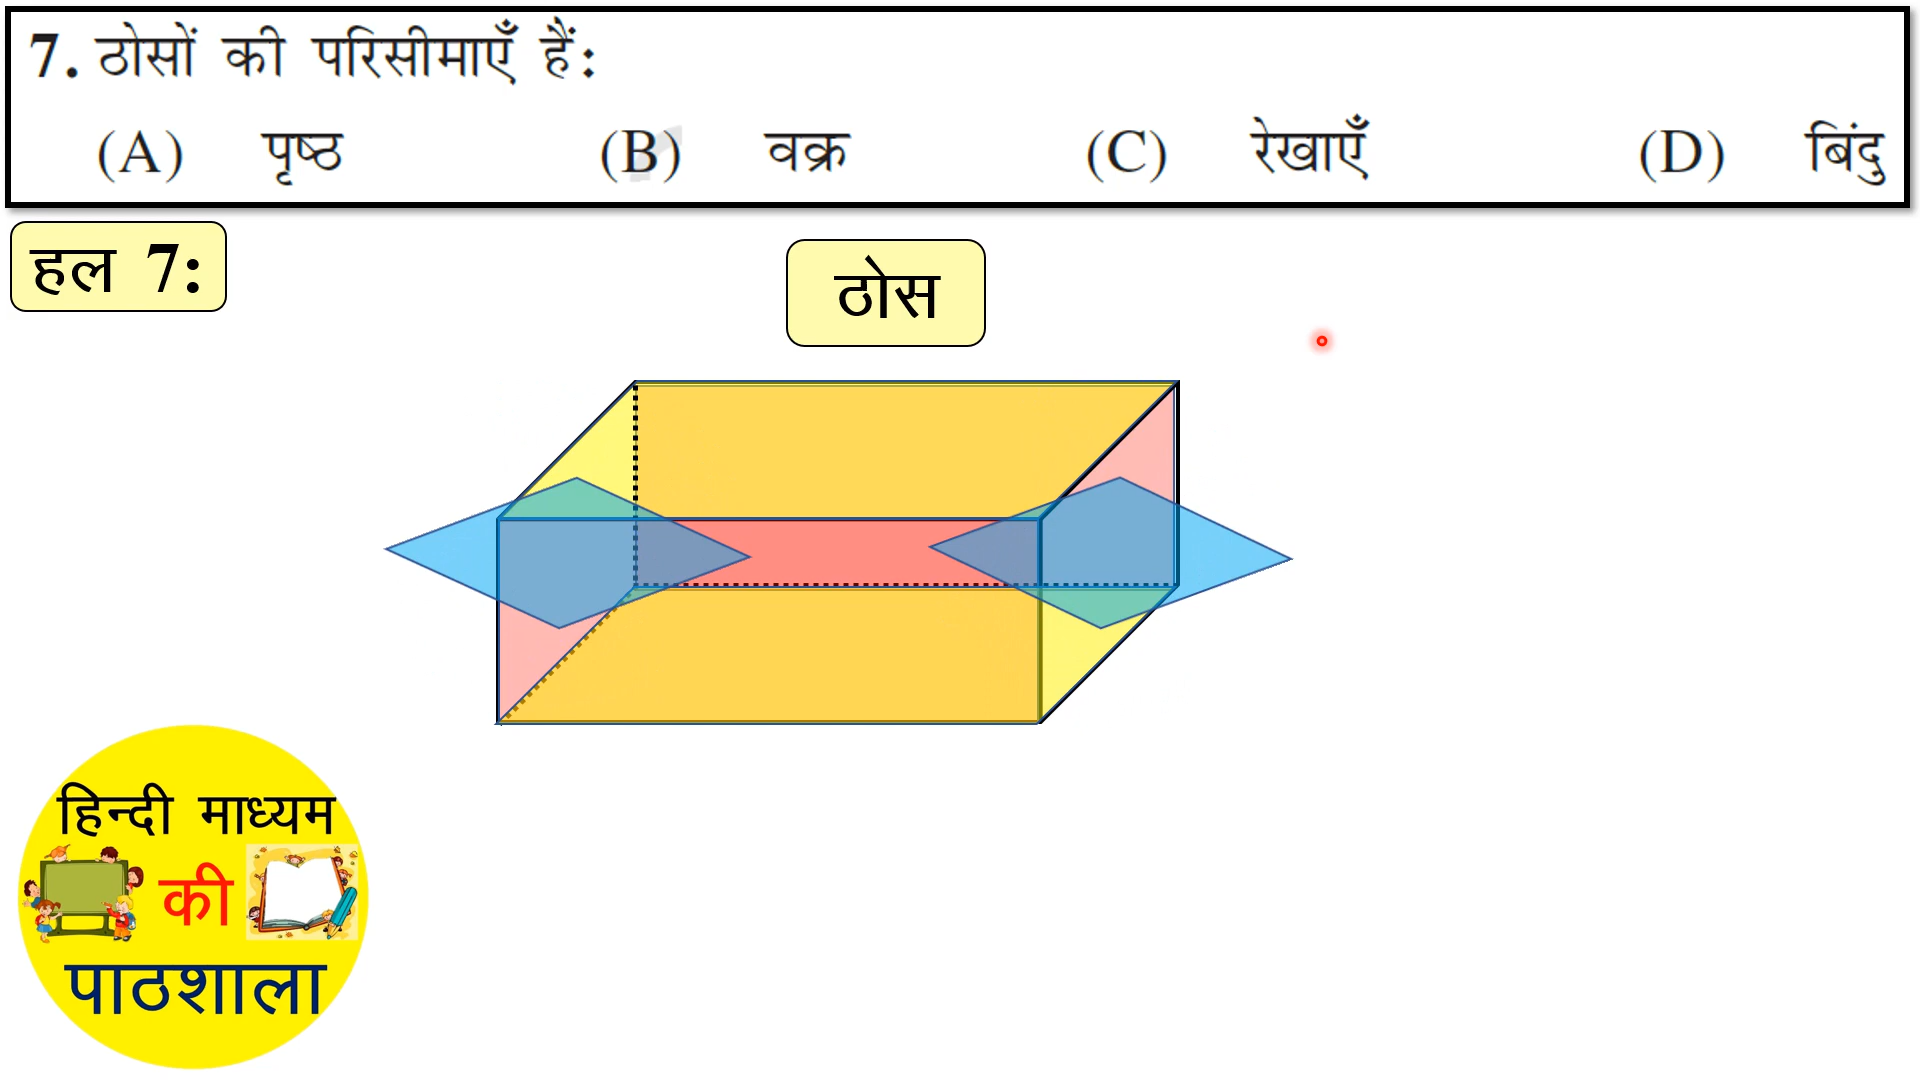 7. ठोसों की परिसीमाएँ हैं:
(A) पृष्ठ (B) वक्र (C) रेखाएँ (D) बिंदु
हल 7:
ठोस
हिन्दी माध्यम
की
पाठशाला